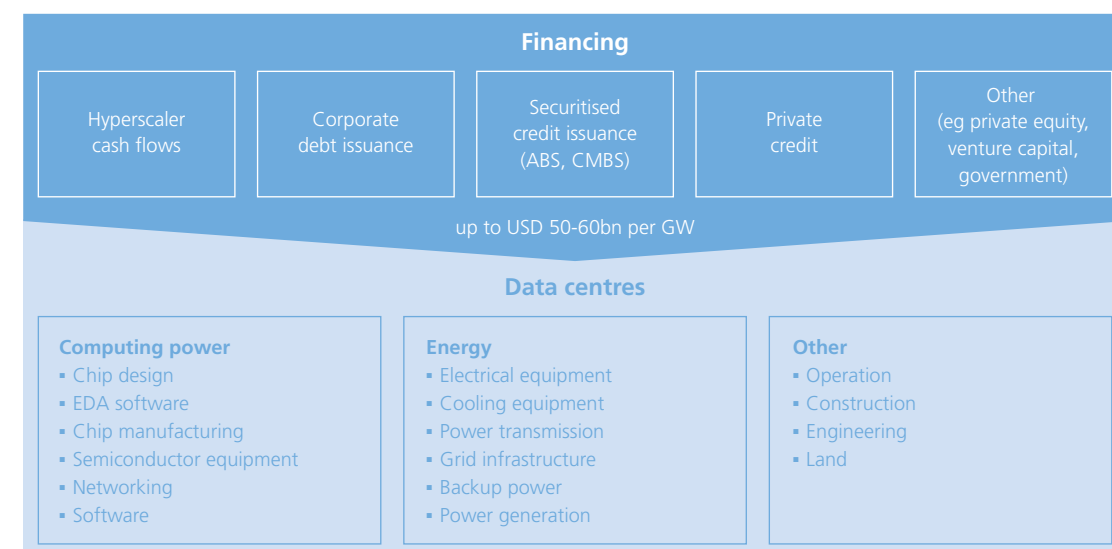 Financing
Hyperscaler
cash flows
Corporate
debt issuance
Securitised
credit issuance
(ABS, CMBS)
Private
credit
Other
(eg private equity,
venture capital,
government)
up to USD 50-60bn per GW
Data centres
Computing power
▪ Chip design
▪ EDA software
▪ Chip manufacturing
▪ Semiconductor equipment
▪ Networking
▪ Software
Energy
▪ Electrical equipment
▪ Cooling equipment
▪ Power transmission
▪ Grid infrastructure
▪ Backup power
▪ Power generation
Other
▪ Operation
▪ Construction
▪ Engineering
▪ Land